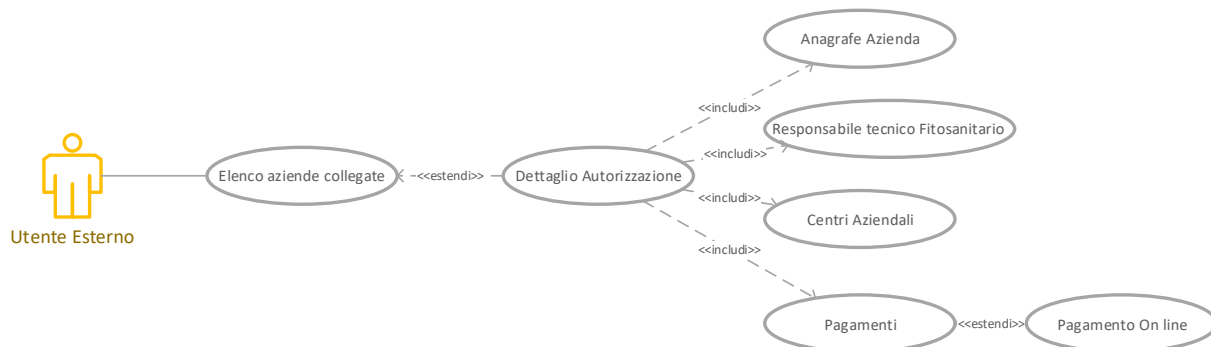 Anagrafe Azienda
<<includi>>
Responsabile tecnico Fitosanitario
<<includi>>
Elenco aziende collegate
<<estendi>>
Dettaglio Autorizzazione
<<includi>>
Centri Aziendali
Utente Esterno
<<includi>>
Pagamenti
<<estendi>>
Pagamento On line